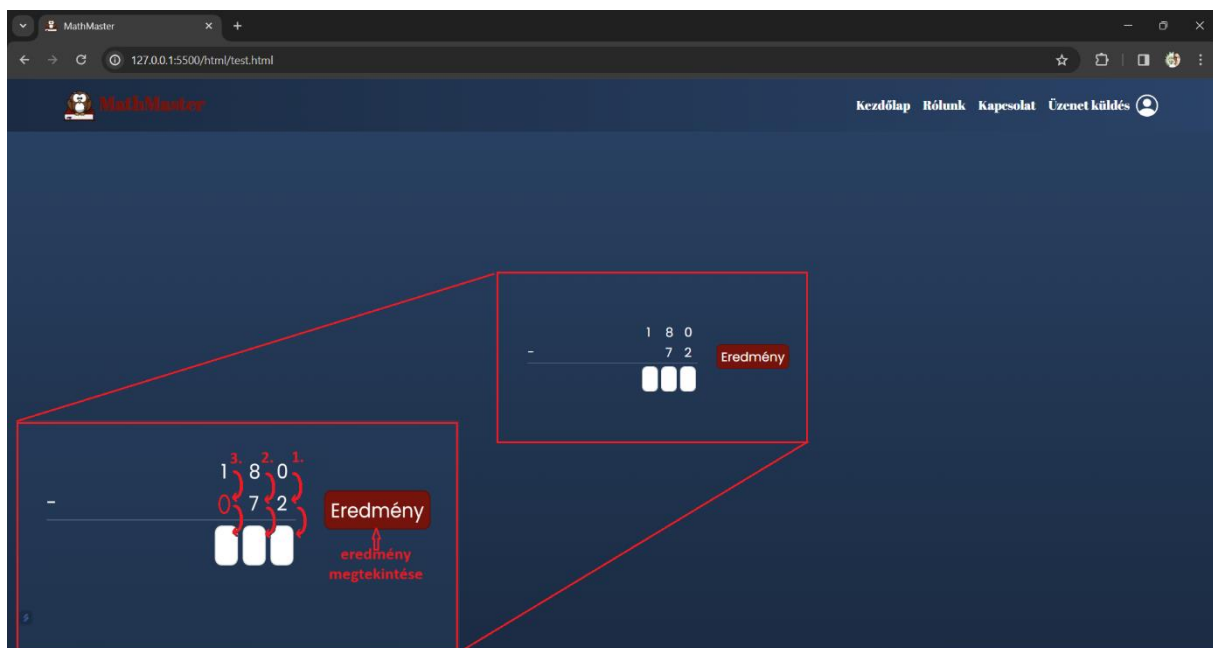 MathMaster
127.0.0.1:5500/html/test.html
MathMaster
Kezdőlap Rólunk Kapcsolat Üzenet küldés
1 8 0
- 7 2
Eredmény
3. 2. 1.
1 8 0
- 0 7 2
Eredmény
eredmény
megtekintése